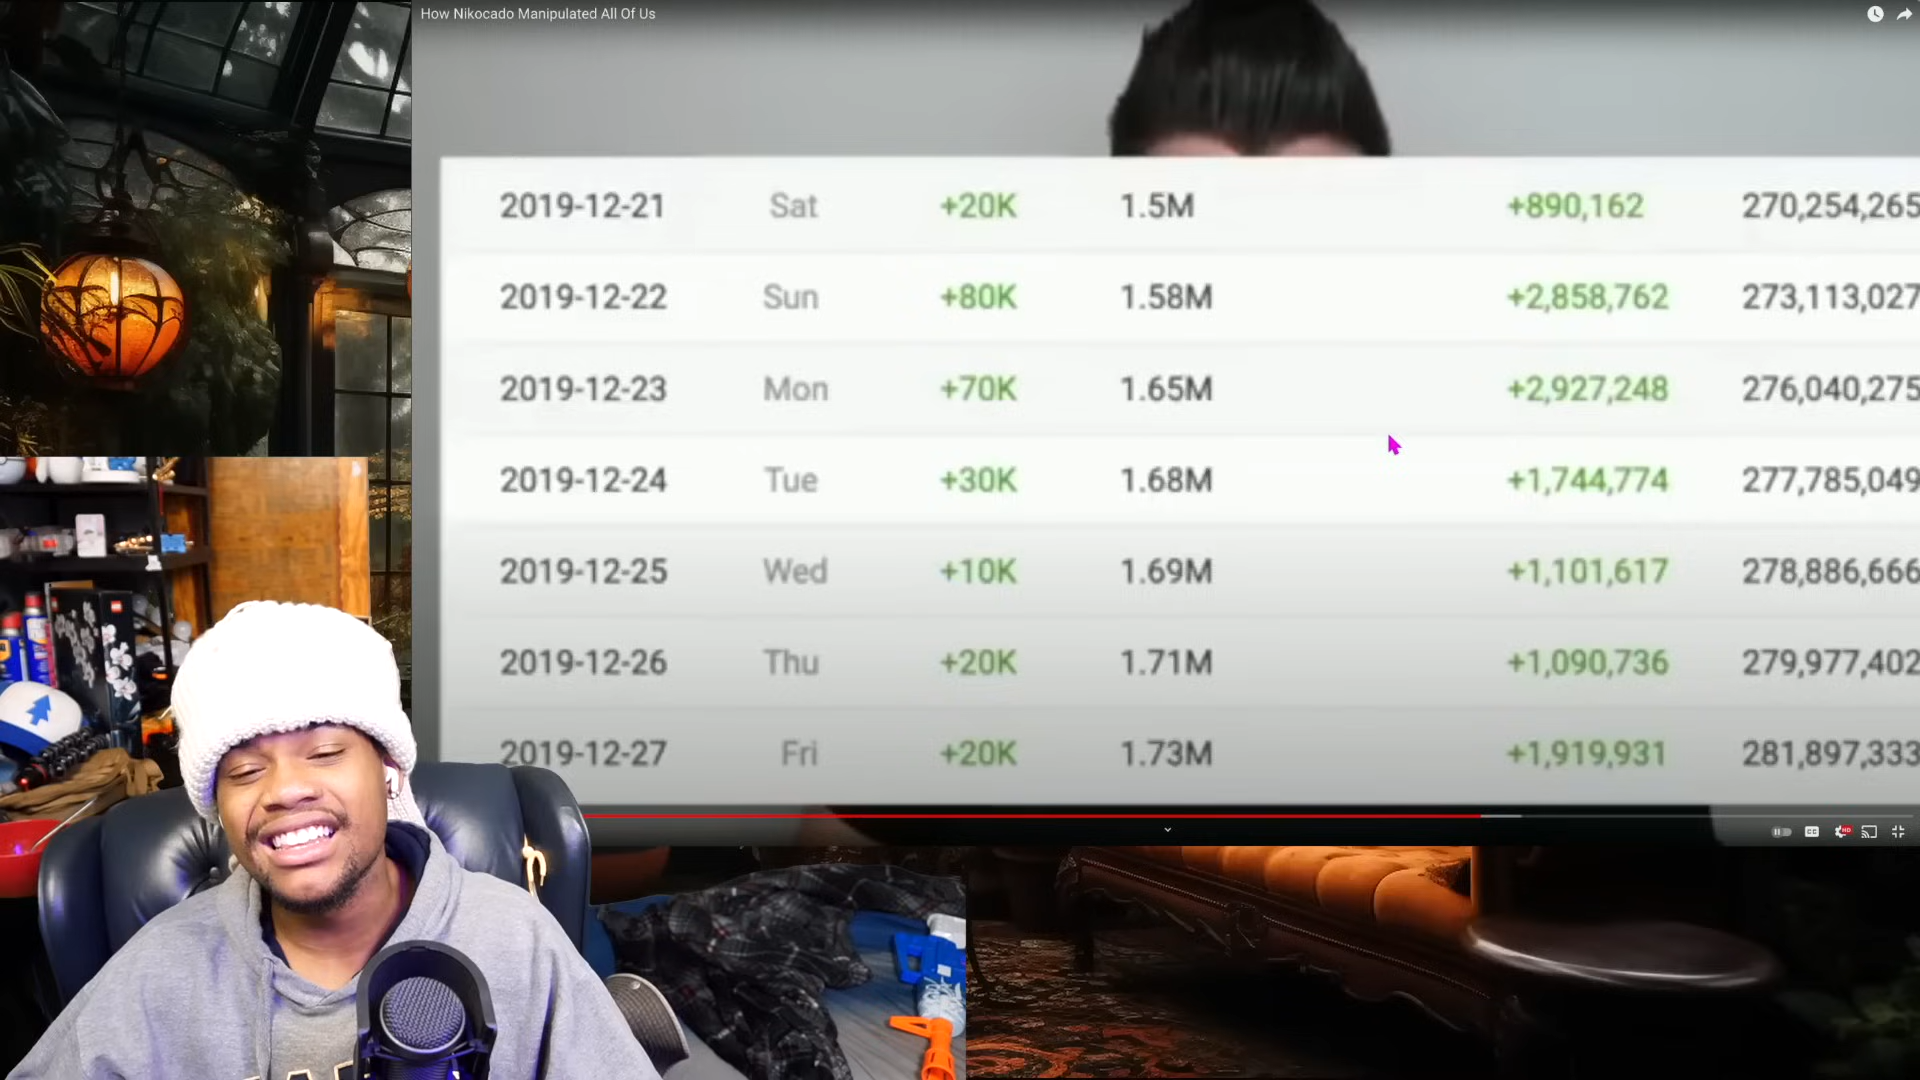 How Nikocado Manipulated All Of Us
2019-12-21 Sat +20K 1.5M +890,162 270,254,265
2019-12-22 Sun +80K 1.58M +2,858,762 273,113,027
2019-12-23 Mon +70K 1.65M +2,927,248 276,040,275
2019-12-24 Tue +30K 1.68M +1,744,774 277,785,049
2019-12-25 Wed +10K 1.69M +1,101,617 278,886,666
2019-12-26 Thu +20K 1.71M +1,090,736 279,977,402
2019-12-27 Fri +20K 1.73M +1,919,931 281,897,333
CC HD
LEGO